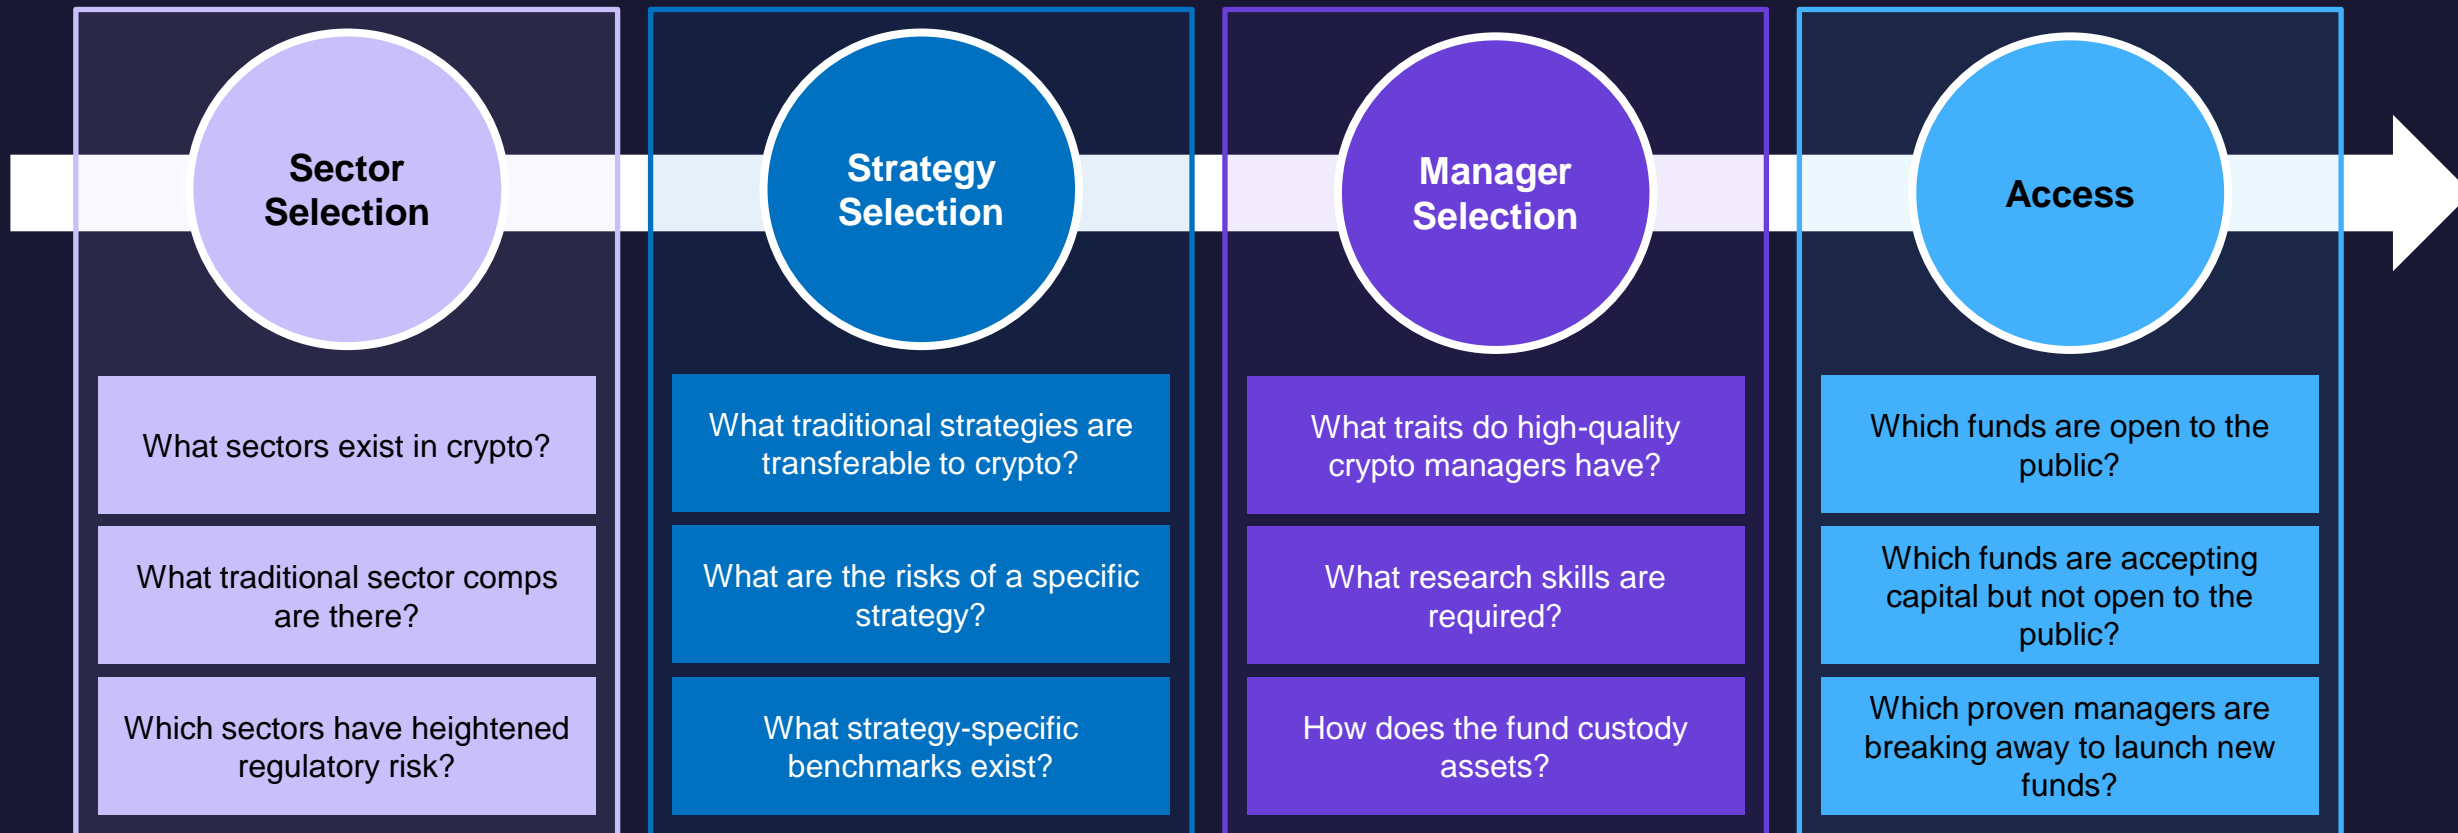 Sector
Selection
What sectors exist in crypto?
What traditional sector comps
are there?
Which sectors have heightened
regulatory risk?
Strategy
Selection
What traditional strategies are
transferable to crypto?
What are the risks of a specific
strategy?
What strategy-specific
benchmarks exist?
Manager
Selection
What traits do high-quality
crypto managers have?
What research skills are
required?
How does the fund custody
assets?
Access
Which funds are open to the
public?
Which funds are accepting
capital but not open to the
public?
Which proven managers are
breaking away to launch new
funds?